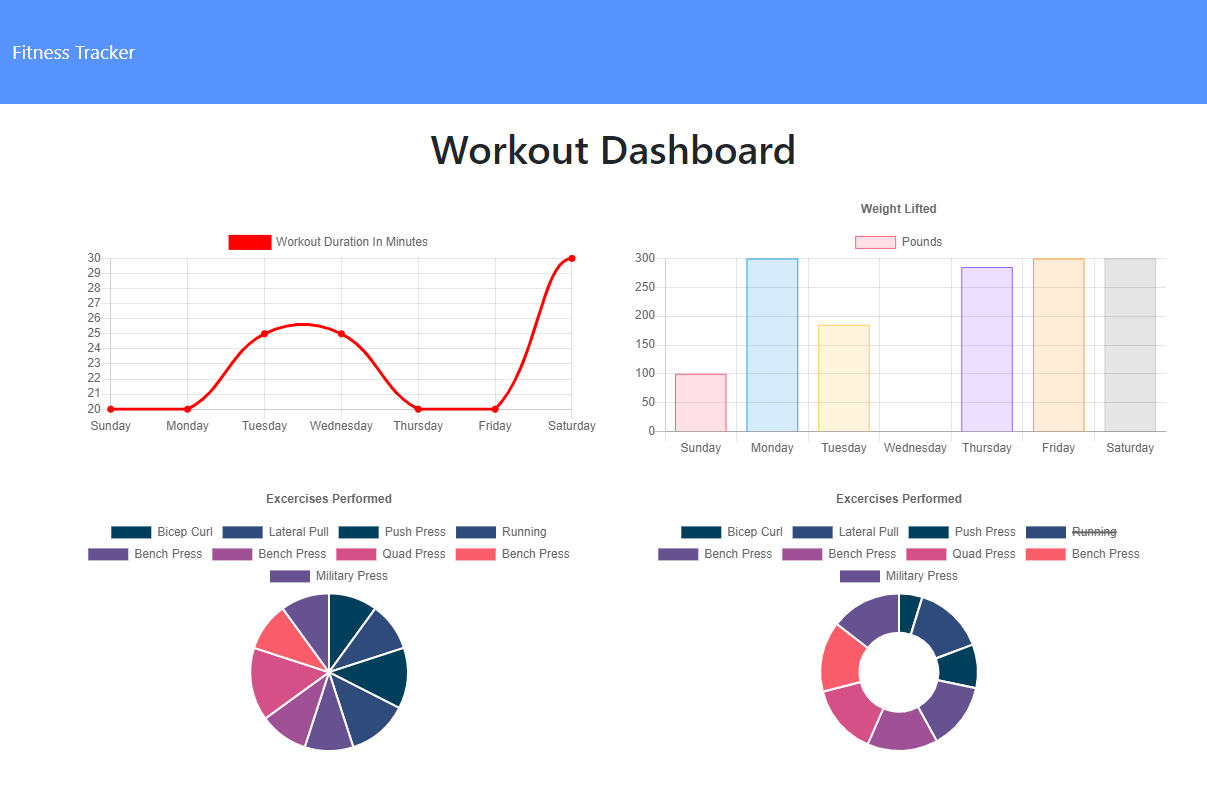 Fitness Tracker
Workout Dashboard
Workout Duration In Minutes
30
29
28
27
26
25
24
23
22
21
20
Sunday Monday Tuesday Wednesday Thursday Friday Saturday
Weight Lifted
Pounds
300
250
200
150
100
50
0
Sunday Monday Tuesday Wednesday Thursday Friday Saturday
Excercises Performed
Bicep Curl Lateral Pull Push Press Running
Bench Press Bench Press Quad Press Bench Press
Military Press
Excercises Performed
Bicep Curl Lateral Pull Push Press Running
Bench Press Bench Press Quad Press Bench Press
Military Press